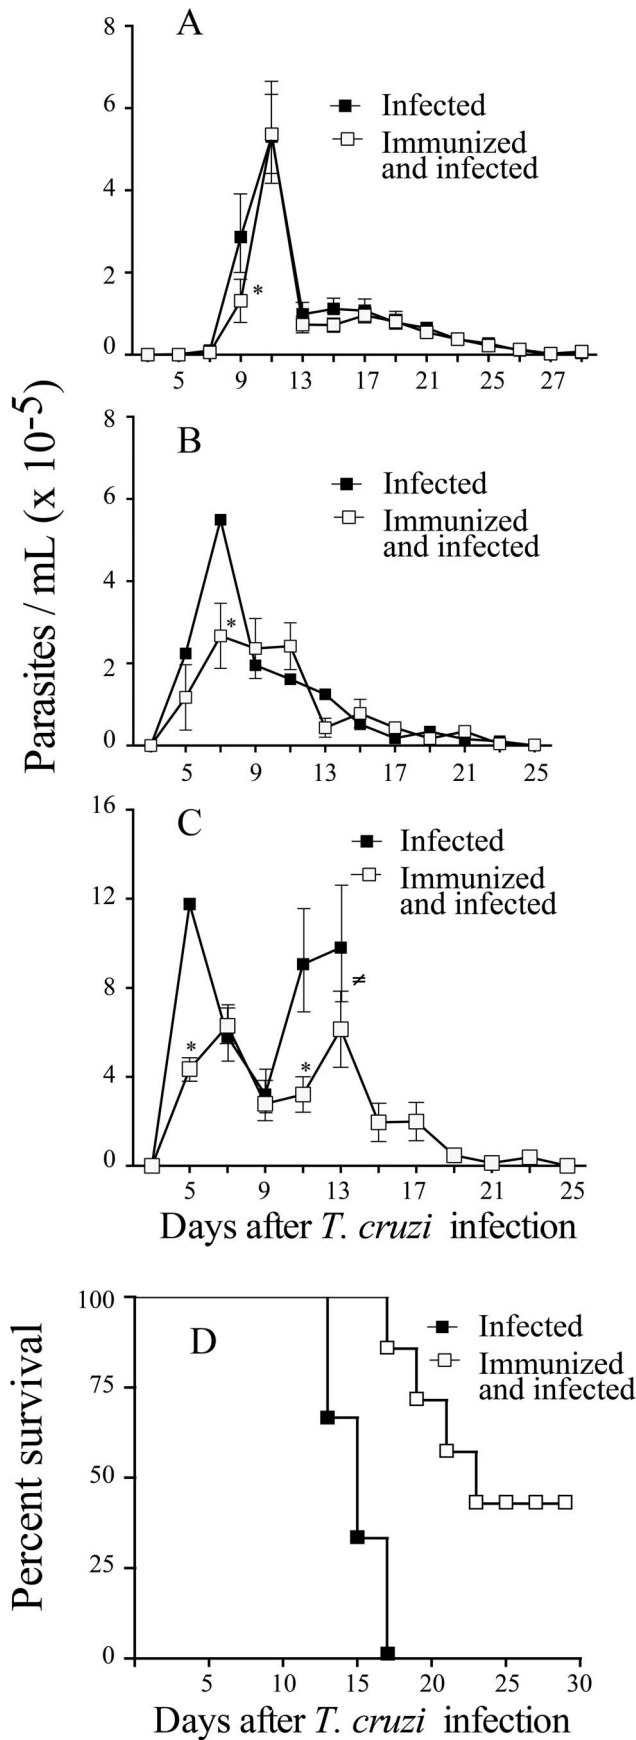 A
8
6
4
2
0
Infected
Immunized
and infected
*
5 9 13 17 21 25 27
Parasites / mL (x 10-5)
B
8
6
4
2
0
Infected
Immunized
and infected
*
5 9 13 17 21 25
C
16
12
8
4
0
Infected
Immunized
and infected
*
*
≠
5 9 13 17 21 25
Days after T. cruzi infection
D
100
75
50
25
0
Percent survival
Infected
Immunized
and infected
5 10 15 20 25 30
Days after T. cruzi infection